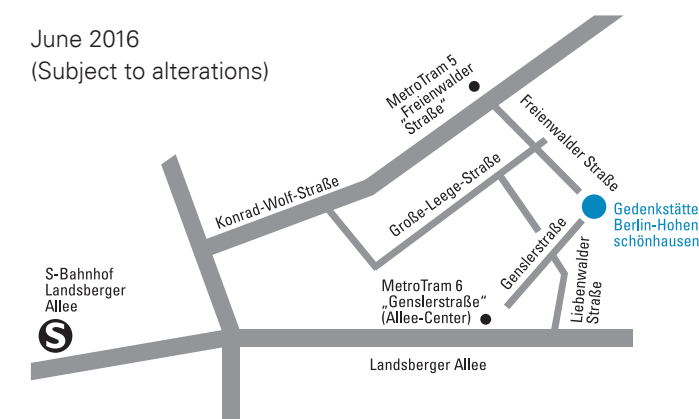 June 2016
(Subject to alterations)
MetroTram 5
„Freienwalder
Straße“
Freienwalder Straße
Konrad-Wolf-Straße
Große-Leege-Straße
Gedenkstätte
Berlin-Hohen
schönhausen
Genslerstraße
Liebenwalder
Straße
S-Bahnhof
Landsberger
Allee
S
MetroTram 6
„Genslerstraße“
(Allee-Center)
Landsberger Allee